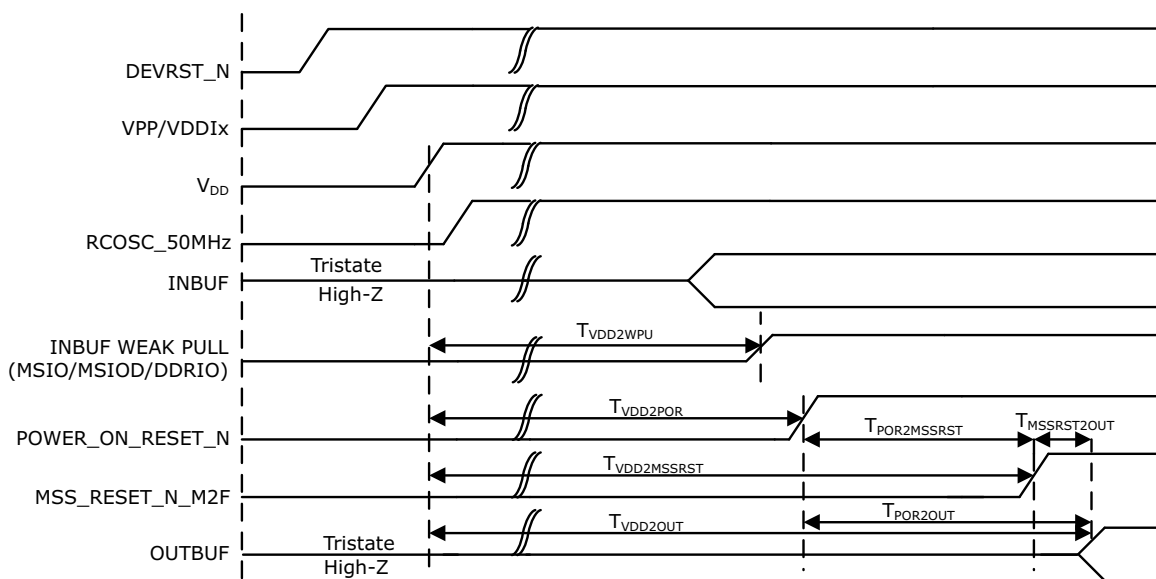 DEVRST_N
VPP/VDDIx
VDD
RCOSC_50MHz
Tristate
INBUF
High-Z
TVDD2WPU
INBUF WEAK PULL
(MSIO/MSIOD/DDRIO)
TVDD2POR
TPOR2MSSRST
TMSSRST2OUT
POWER_ON_RESET_N
TVDD2MSSRST
MSS_RESET_N_M2F
TVDD2OUT
TPOR2OUT
Tristate
OUTBUF
High-Z